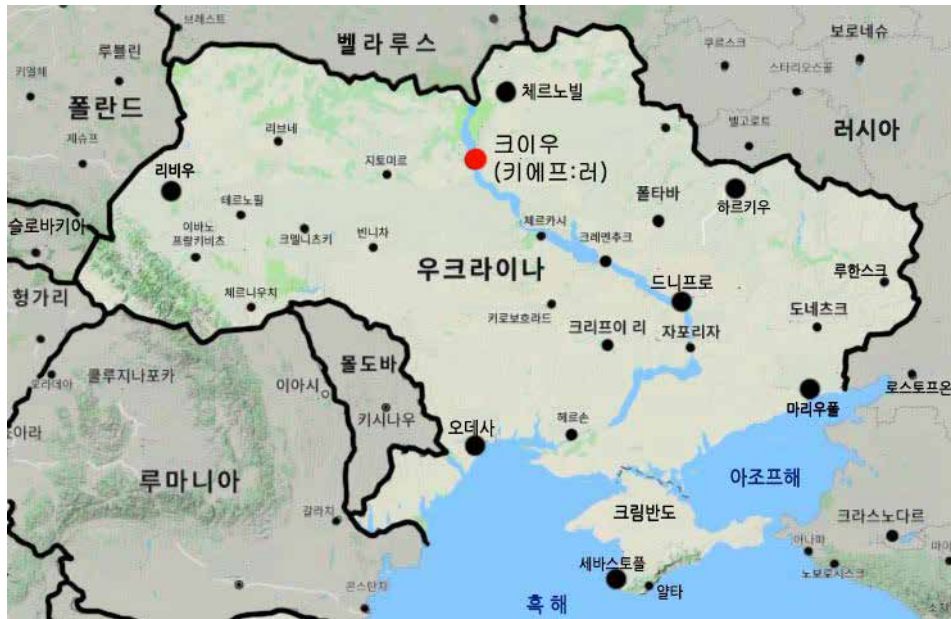 브레스트
벨라루스
보로네슈
쿠르스크
루블린
키엘체
스타리오스콜
폴란드
체르노빌
벨고로트
러시아
제슈프
리브네
크이우
(키에프:러)
지토미르
리비우
폴타바
하르키우
테르노필
슬로바키아
이바노
프랑키비츠
크멜니츠키
빈니차
체르카시
크레멘추크
우크라이나
루한스크
헝가리
체르니우치
드니프로
키로보흐라드
크리프이 리
자포리자
도네츠크
몰도바
쿨루지나포카
오라데아
이아시
로스토프온
키시나우
마리우폴
오데사
헤르손
루마니아
아조프해
갈라치
크림반도
크라스노다르
아나파
세바스토플
노보로시스크
콘스탄차
얄타
흑해